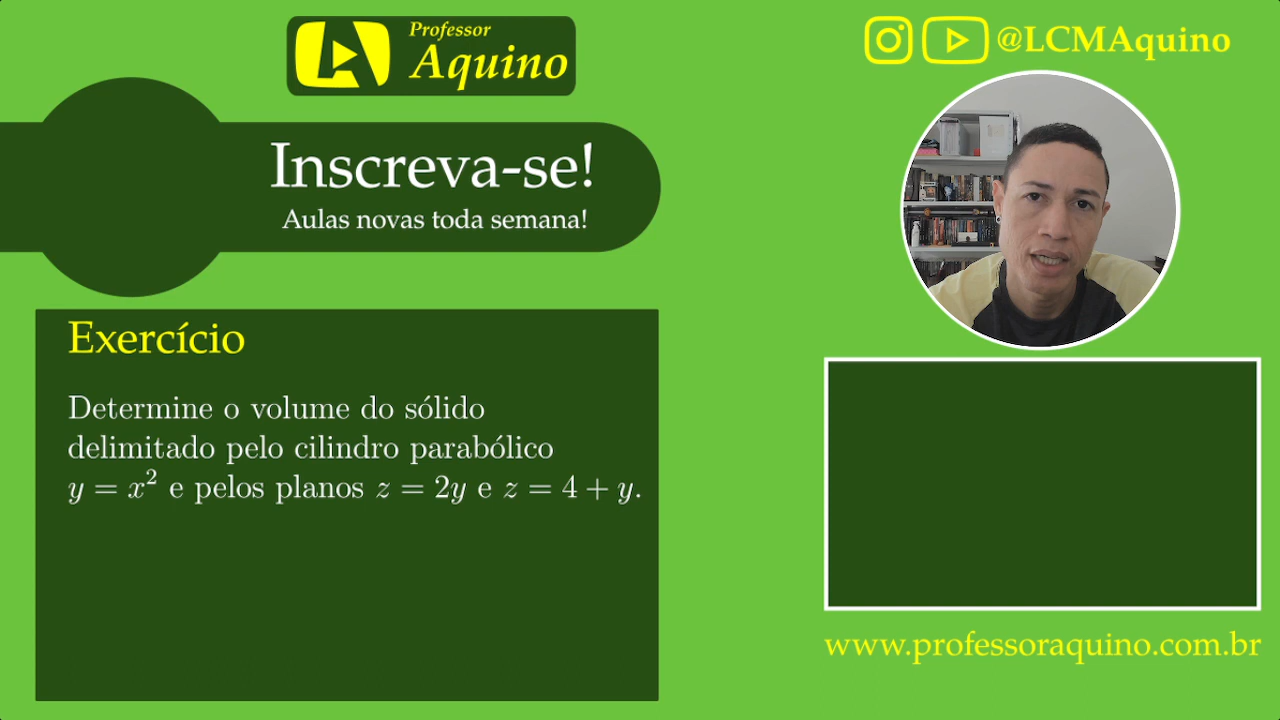 Professor
Aquino
@LCMAquino
Inscreva-se!
Aulas novas toda semana!
Exercício
Determine o volume do sólido
delimitado pelo cilindro parabólico
y = x² e pelos planos z = 2y e z = 4 + y.
www.professoraquino.com.br